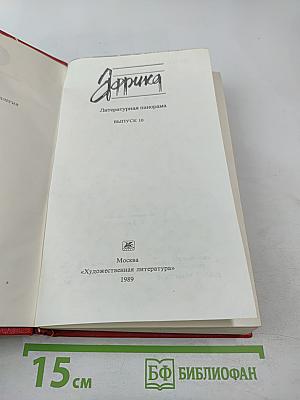 Африка
Литературная панорама
ВЫПУСК 10
Москва
«Художественная литература»
1989
15 см
БФ БИБЛИОФАН